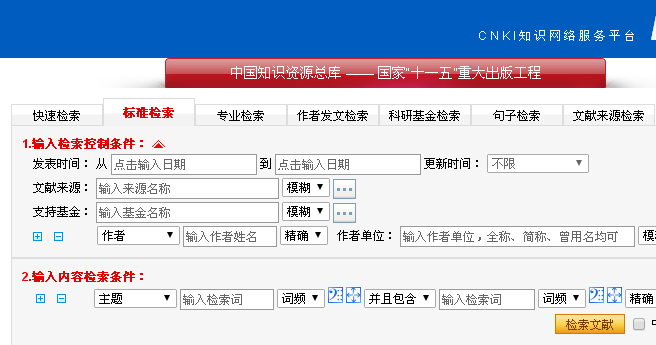 CNKI知识网络服务平台
中国知识资源总库 —— 国家"十一五"重大出版工程
快速检索 标准检索 专业检索 作者发文检索 科研基金检索 句子检索 文献来源检索
1.输入检索控制条件：
发表时间： 从 点击输入日期 到 点击输入日期 更新时间： 不限
文献来源： 输入来源名称 模糊 ...
支持基金： 输入基金名称 模糊 ...
作者 输入作者姓名 精确 作者单位： 输入作者单位，全称、简称、曾用名均可
2.输入内容检索条件：
主题 输入检索词 词频 并且包含 输入检索词 词频 精确
检索文献